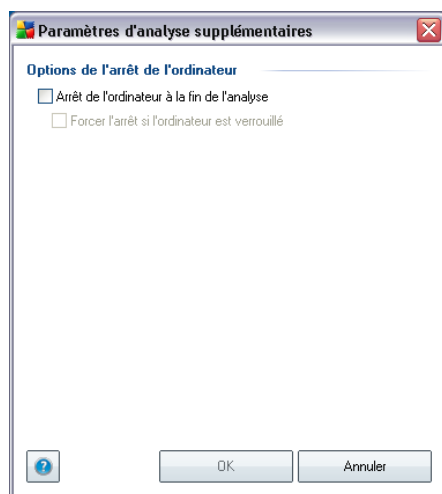 Paramètres d'analyse supplémentaires
Options de l'arrêt de l'ordinateur
Arrêt de l'ordinateur à la fin de l'analyse
Forcer l'arrêt si l'ordinateur est verrouillé
?
OK
Annuler